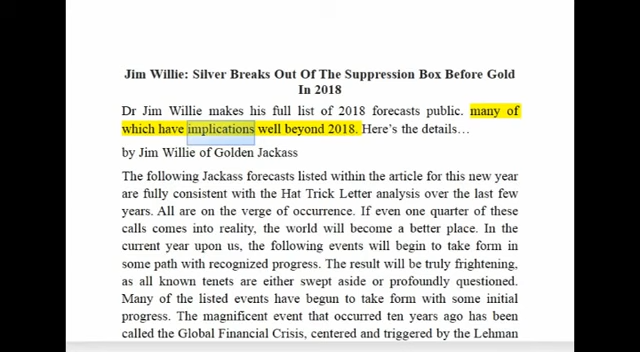 Jim Willie: Silver Breaks Out Of The Suppression Box Before Gold
In 2018
Dr Jim Willie makes his full list of 2018 forecasts public. many of
which have implications well beyond 2018. Here’s the details…
by Jim Willie of Golden Jackass
The following Jackass forecasts listed within the article for this new year
are fully consistent with the Hat Trick Letter analysis over the last few
years. All are on the verge of occurrence. If even one quarter of these
calls comes into reality, the world will become a better place. In the
current year upon us, the following events will begin to take form in
some path with recognized progress. The result will be truly frightening,
as all known tenets are either swept aside or profoundly questioned.
Many of the listed events have begun to take form with some initial
progress. The magnificent event that occurred ten years ago has been
called the Global Financial Crisis, centered and triggered by the Lehman